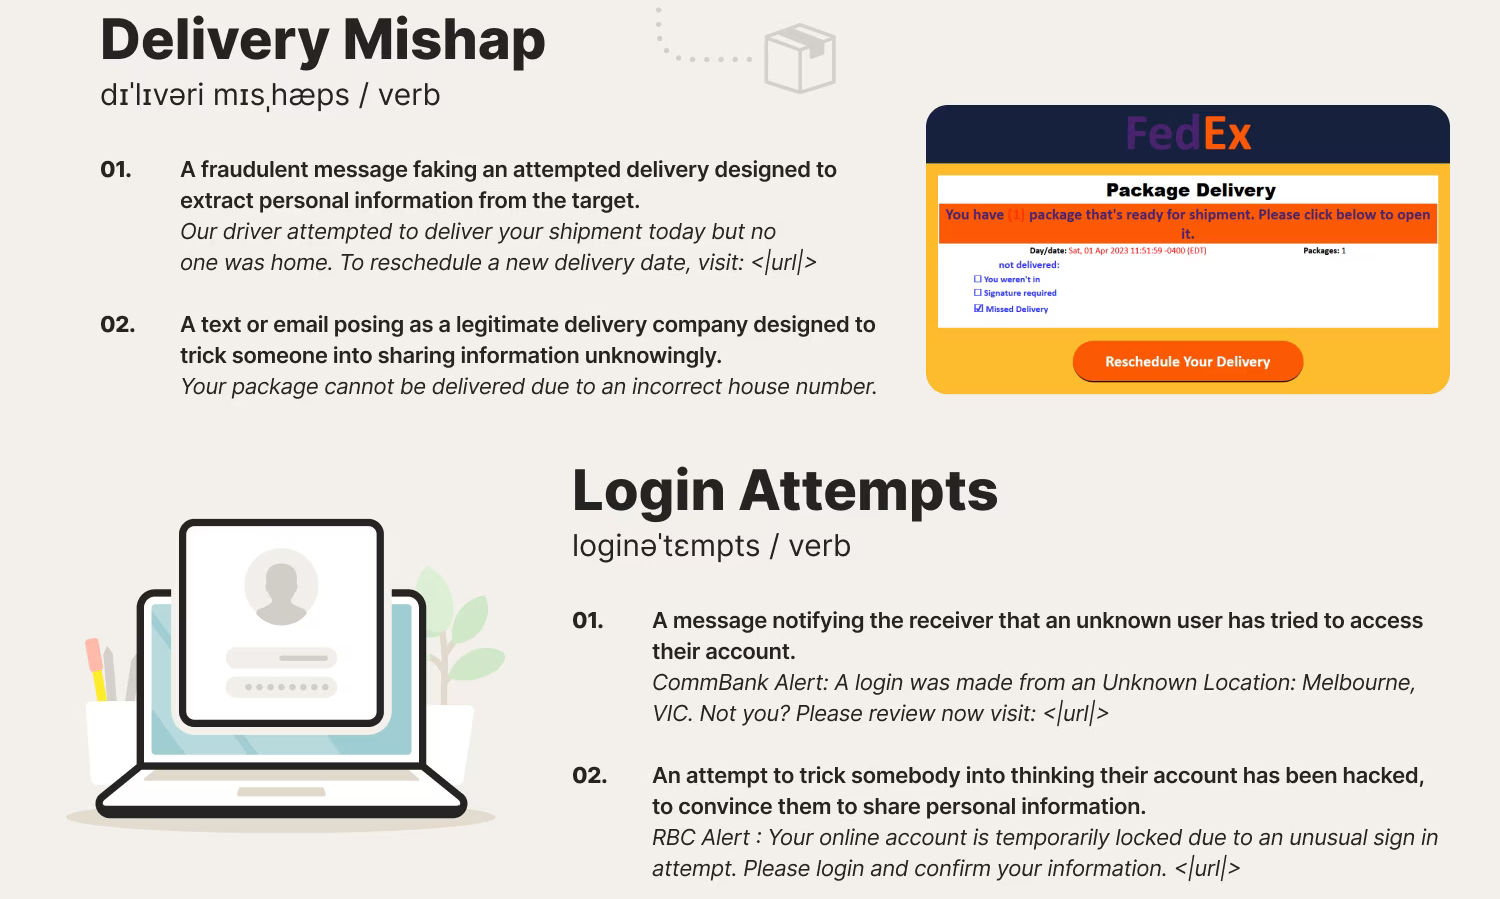 Delivery Mishap
dɪˈlɪvəri mɪsˌhæps / verb
01.
A fraudulent message faking an attempted delivery designed to
extract personal information from the target.
Our driver attempted to deliver your shipment today but no
one was home. To reschedule a new delivery date, visit: <|url|>
02.
A text or email posing as a legitimate delivery company designed to
trick someone into sharing information unknowingly.
Your package cannot be delivered due to an incorrect house number.
FedEx
Package Delivery
You have (1) package that's ready for shipment. Please click below to open
it.
Day/date: Sat, 01 Apr 2023 11:51:59 -0400 (EDT) Packages: 1
not delivered:
☐ You weren't in
☐ Signature required
☑ Missed Delivery
Reschedule Your Delivery
Login Attempts
loginəˈtɛmpts / verb
01.
A message notifying the receiver that an unknown user has tried to access
their account.
CommBank Alert: A login was made from an Unknown Location: Melbourne,
VIC. Not you? Please review now visit: <|url|>
02.
An attempt to trick somebody into thinking their account has been hacked,
to convince them to share personal information.
RBC Alert : Your online account is temporarily locked due to an unusual sign in
attempt. Please login and confirm your information. <|url|>